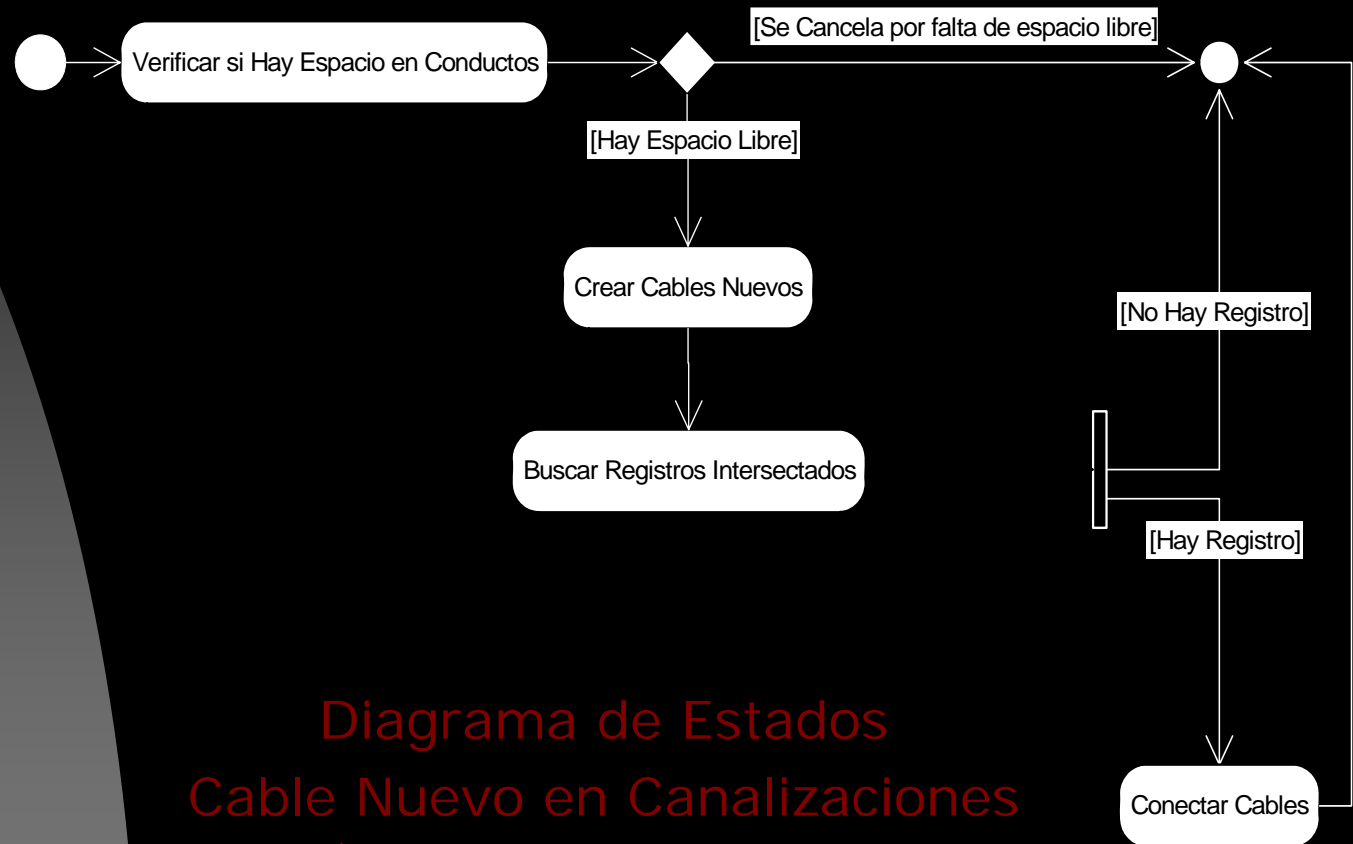 [Se Cancela por falta de espacio libre]
Verificar si Hay Espacio en Conductos
[Hay Espacio Libre]
Crear Cables Nuevos
[No Hay Registro]
Buscar Registros Intersectados
[Hay Registro]
Diagrama de Estados
Cable Nuevo en Canalizaciones
Conectar Cables